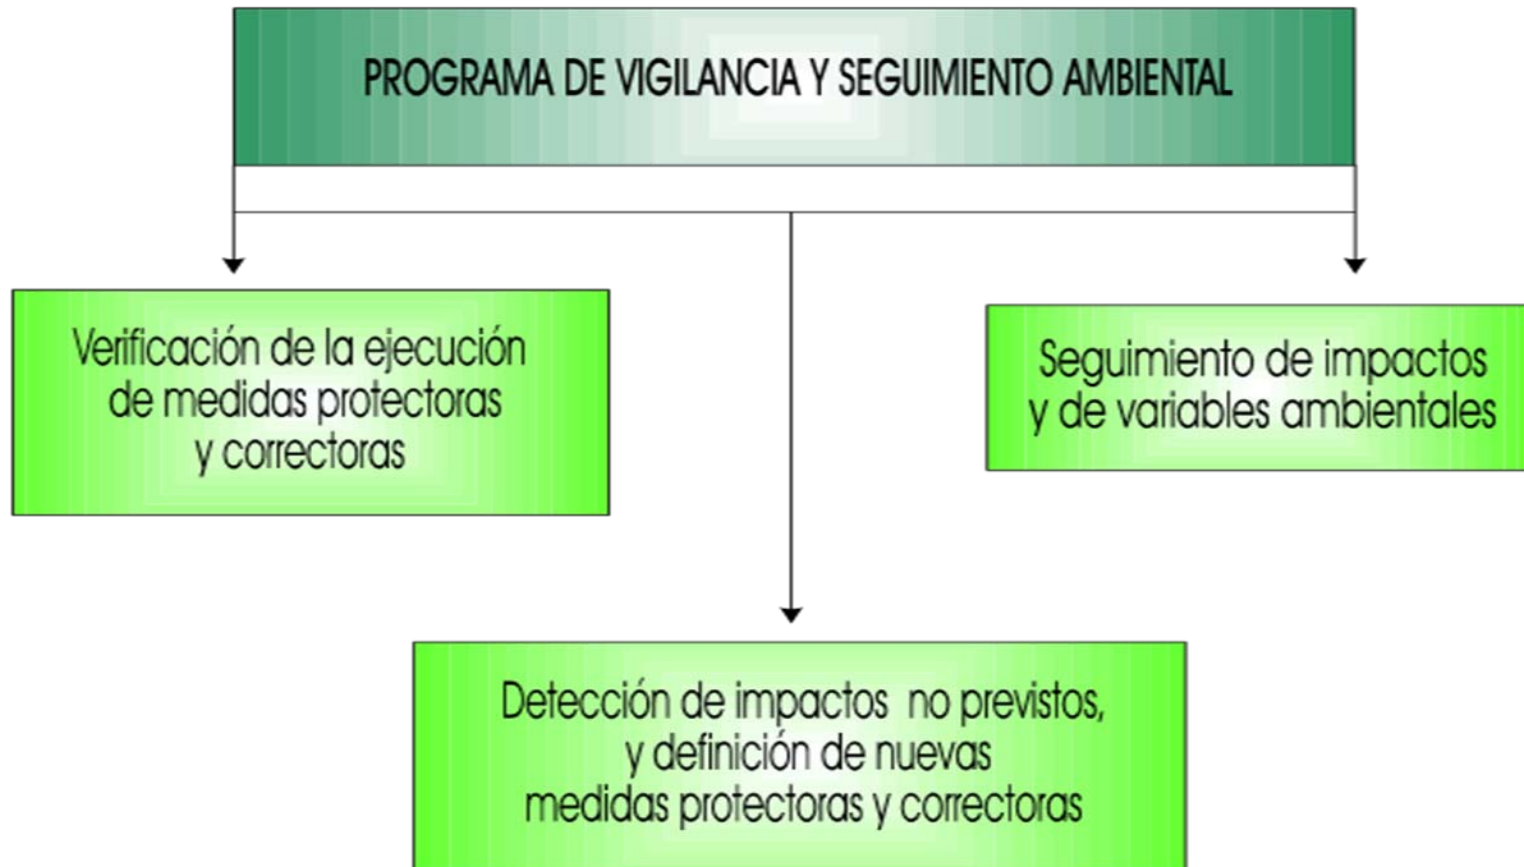 PROGRAMA DE VIGILANCIA Y SEGUIMIENTO AMBIENTAL
Verificación de la ejecución
de medidas protectoras
y correctoras
Seguimiento de impactos
y de variables ambientales
Detección de impactos no previstos,
y definición de nuevas
medidas protectoras y correctoras